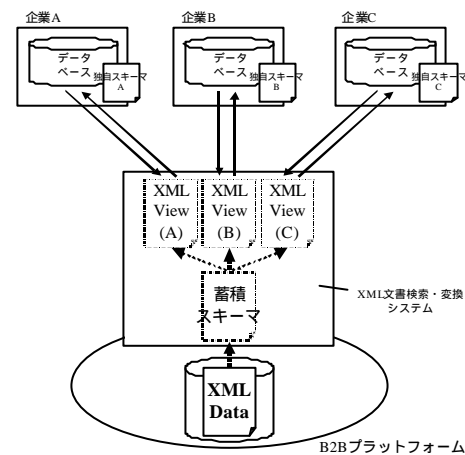 企業A
企業B
企業C
データ
ベース
独自スキーマ
A
データ
ベース
独自スキーマ
B
データ
ベース
独自スキーマ
C
XML
View
(A)
XML
View
(B)
XML
View
(C)
蓄積
スキーマ
XML文書検索・変換
システム
XML
Data
B2Bプラットフォーム